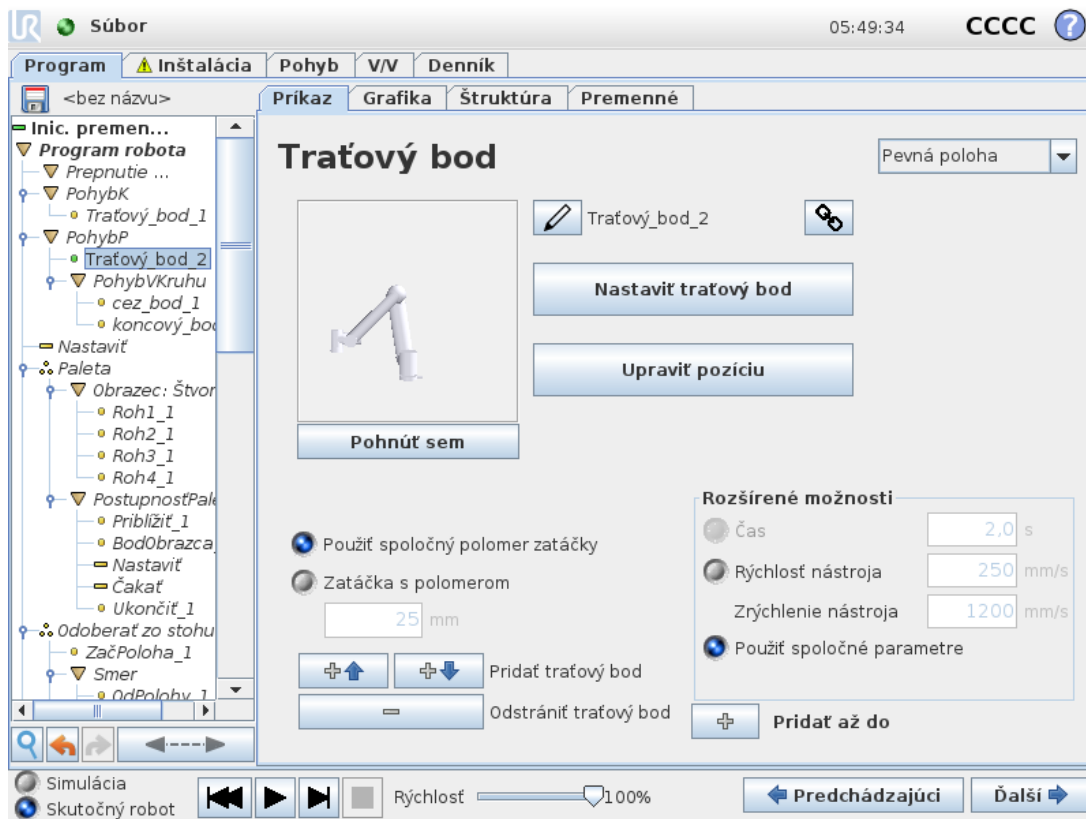 UR Súbor 05:49:34 CCCC ?
Program Inštalácia Pohyb V/V Denník
<bez názvu> Príkaz Grafika Štruktúra Premenné
Inic. premen...
Program robota
Prepnutie ...
PohybK
Traťový_bod_1
PohybP
Traťový_bod_2
PohybVKruhu
cez_bod_1
koncový_bod
Nastaviť
Paleta
Obrazec: Štvor
Roh1_1
Roh2_1
Roh3_1
Roh4_1
PostupnosťPale
Priblížiť_1
BodObrazca_
Nastaviť
Čakať
Ukončiť_1
Odoberať zo stohu
ZačPoloha_1
Smer
OdPolohy_1
Traťový bod
Pevná poloha
Traťový_bod_2
Nastaviť traťový bod
Upraviť pozíciu
Pohnúť sem
Použiť spoločný polomer zatáčky
Zatáčka s polomerom
25 mm
Pridať traťový bod
Odstrániť traťový bod
Rozšírené možnosti
Čas 2,0 s
Rýchlosť nástroja 250 mm/s
Zrýchlenie nástroja 1200 mm/s
Použiť spoločné parametre
Pridať až do
Simulácia
Skutočný robot
Rýchlosť 100%
Predchádzajúci Ďalší